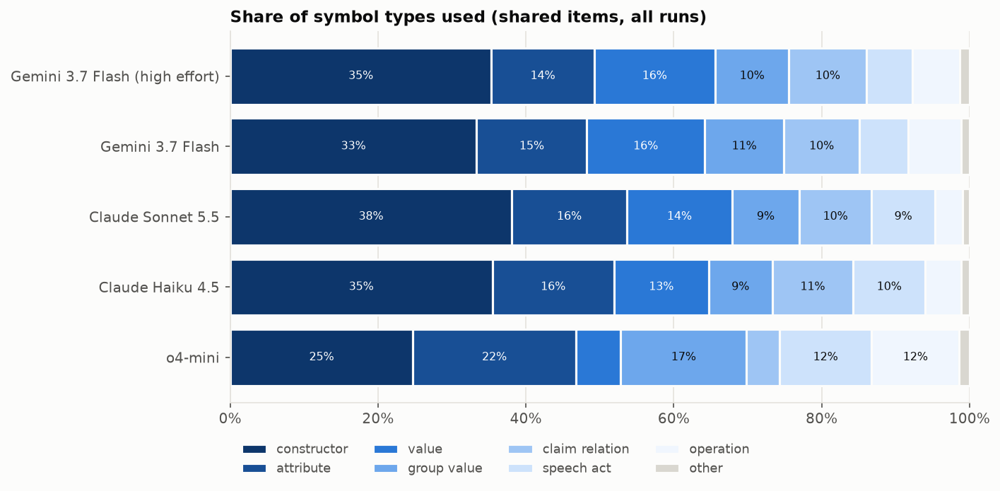 Share of symbol types used (shared items, all runs)
Gemini 3.7 Flash (high effort) 35% 14% 16% 10% 10%
Gemini 3.7 Flash 33% 15% 16% 11% 10%
Claude Sonnet 5.5 38% 16% 14% 9% 10% 9%
Claude Haiku 4.5 35% 16% 13% 9% 11% 10%
o4-mini 25% 22% 17% 12% 12%
0% 20% 40% 60% 80% 100%
constructor value claim relation operation
attribute group value speech act other